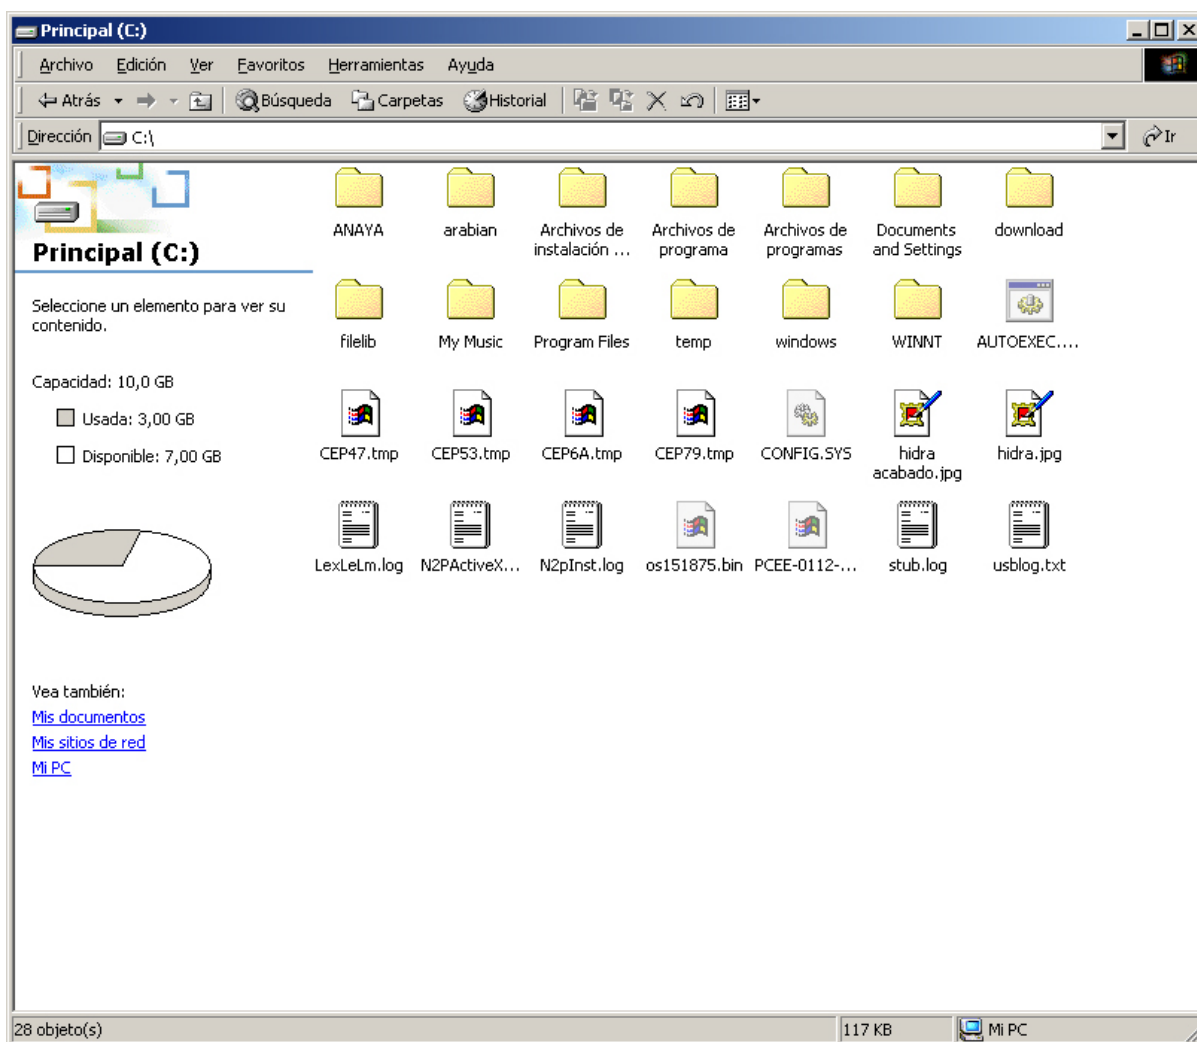 Principal (C:)
Archivo Edición Ver Favoritos Herramientas Ayuda
Atrás Búsqueda Carpetas Historial
Dirección C:\ Ir
Principal (C:)
Seleccione un elemento para ver su
contenido.
Capacidad: 10,0 GB
Usada: 3,00 GB
Disponible: 7,00 GB
Vea también:
Mis documentos
Mis sitios de red
Mi PC
ANAYA
arabian
Archivos de
instalación ...
Archivos de
programa
Archivos de
programas
Documents
and Settings
download
filelib
My Music
Program Files
temp
windows
WINNT
AUTOEXEC....
CEP47.tmp
CEP53.tmp
CEP6A.tmp
CEP79.tmp
CONFIG.SYS
hidra
acabado.jpg
hidra.jpg
LexLeLm.log
N2PActiveX...
N2pInst.log
os151875.bin
PCEE-0112-...
stub.log
usblog.txt
28 objeto(s) 117 KB Mi PC